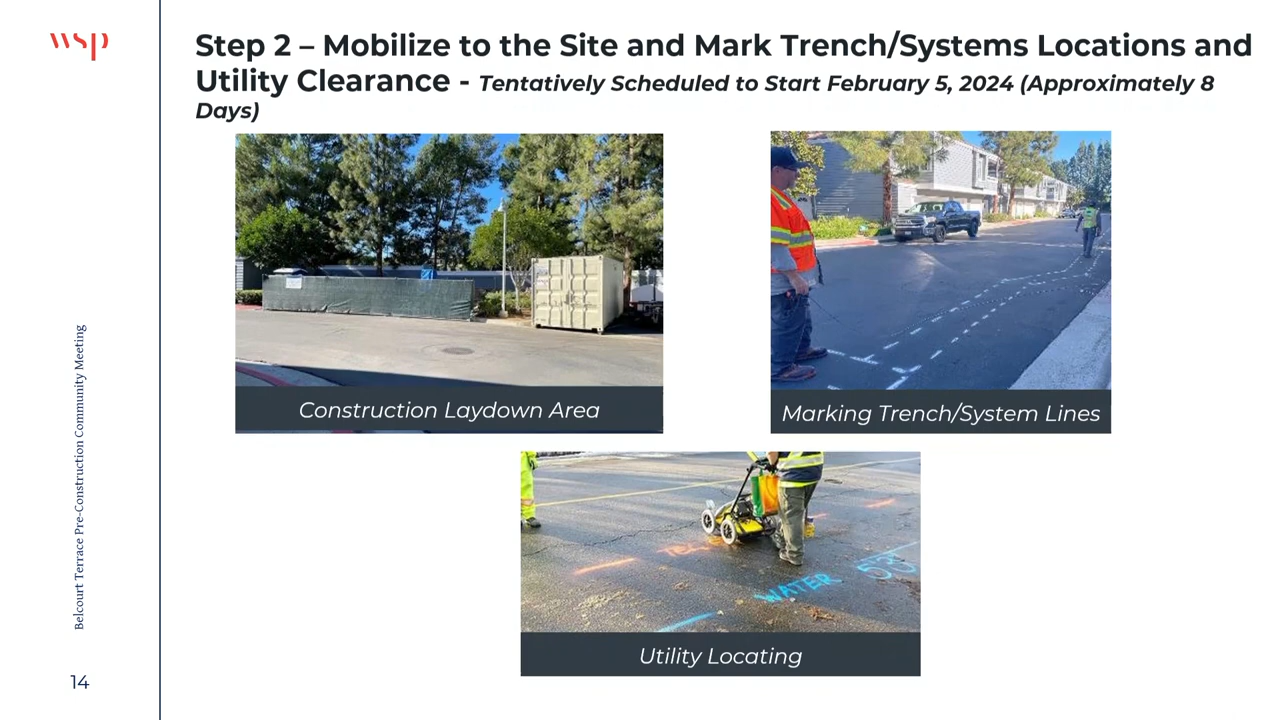 wsp
Step 2 – Mobilize to the Site and Mark Trench/Systems Locations and
Utility Clearance - Tentatively Scheduled to Start February 5, 2024 (Approximately 8
Days)
Construction Laydown Area
Marking Trench/System Lines
WATER
Utility Locating
Belcourt Terrace Pre-Construction Community Meeting
14